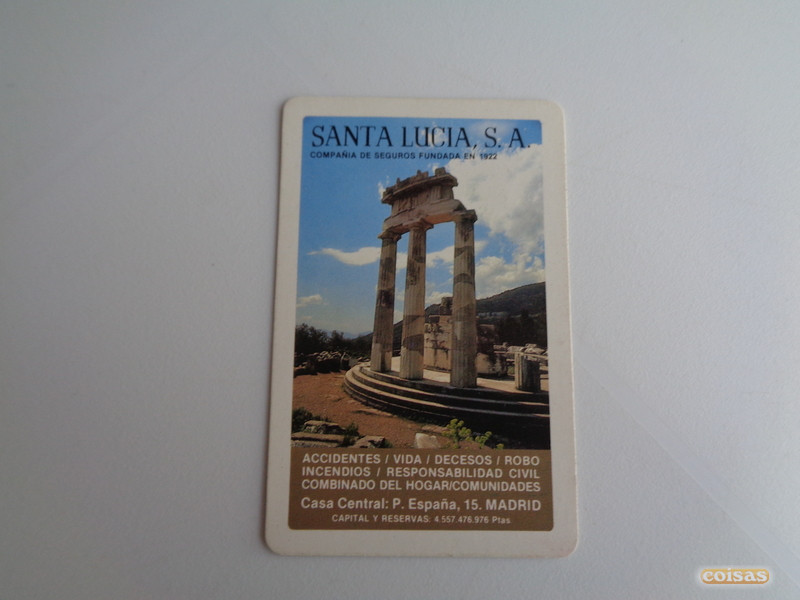 SANTA LUCIA, S. A.
COMPAÑIA DE SEGUROS FUNDADA EN 1922
ACCIDENTES / VIDA / DECESOS / ROBO
INCENDIOS / RESPONSABILIDAD CIVIL
COMBINADO DEL HOGAR/COMUNIDADES
Casa Central: P. España, 15. MADRID
CAPITAL Y RESERVAS: 4.557.476.976 Ptas.
coisas